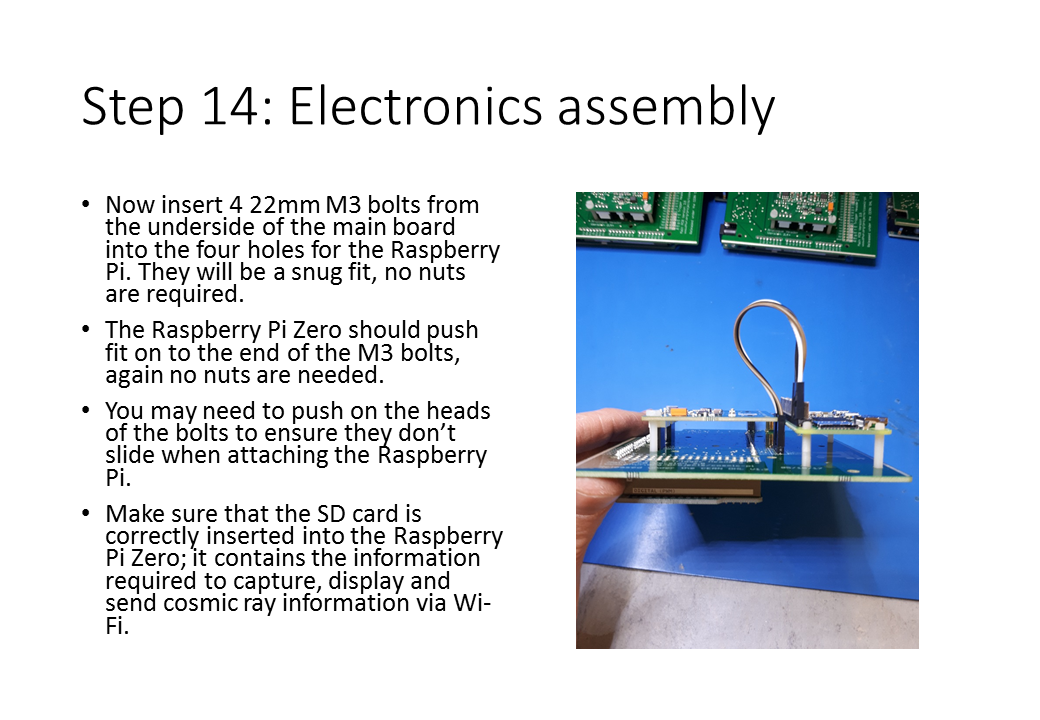 Step 14: Electronics assembly
• Now insert 4 22mm M3 bolts from
the underside of the main board
into the four holes for the Raspberry
Pi. They will be a snug fit, no nuts
are required.
• The Raspberry Pi Zero should push
fit on to the end of the M3 bolts,
again no nuts are needed.
• You may need to push on the heads
of the bolts to ensure they don’t
slide when attaching the Raspberry
Pi.
• Make sure that the SD card is
correctly inserted into the Raspberry
Pi Zero; it contains the information
required to capture, display and
send cosmic ray information via Wi-
Fi.